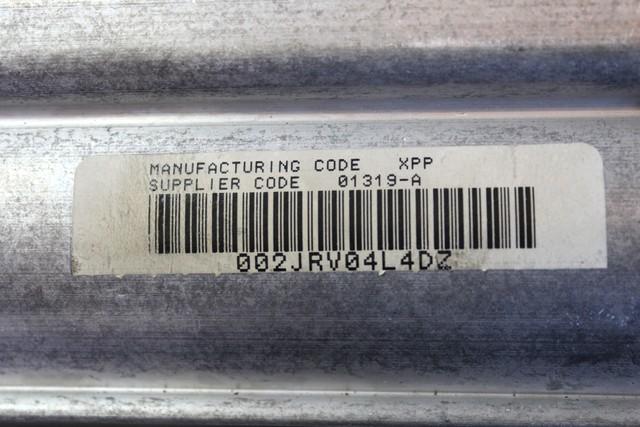 MANUFACTURING CODE XPP
SUPPLIER CODE 01319-A
002JRV04L4DZ